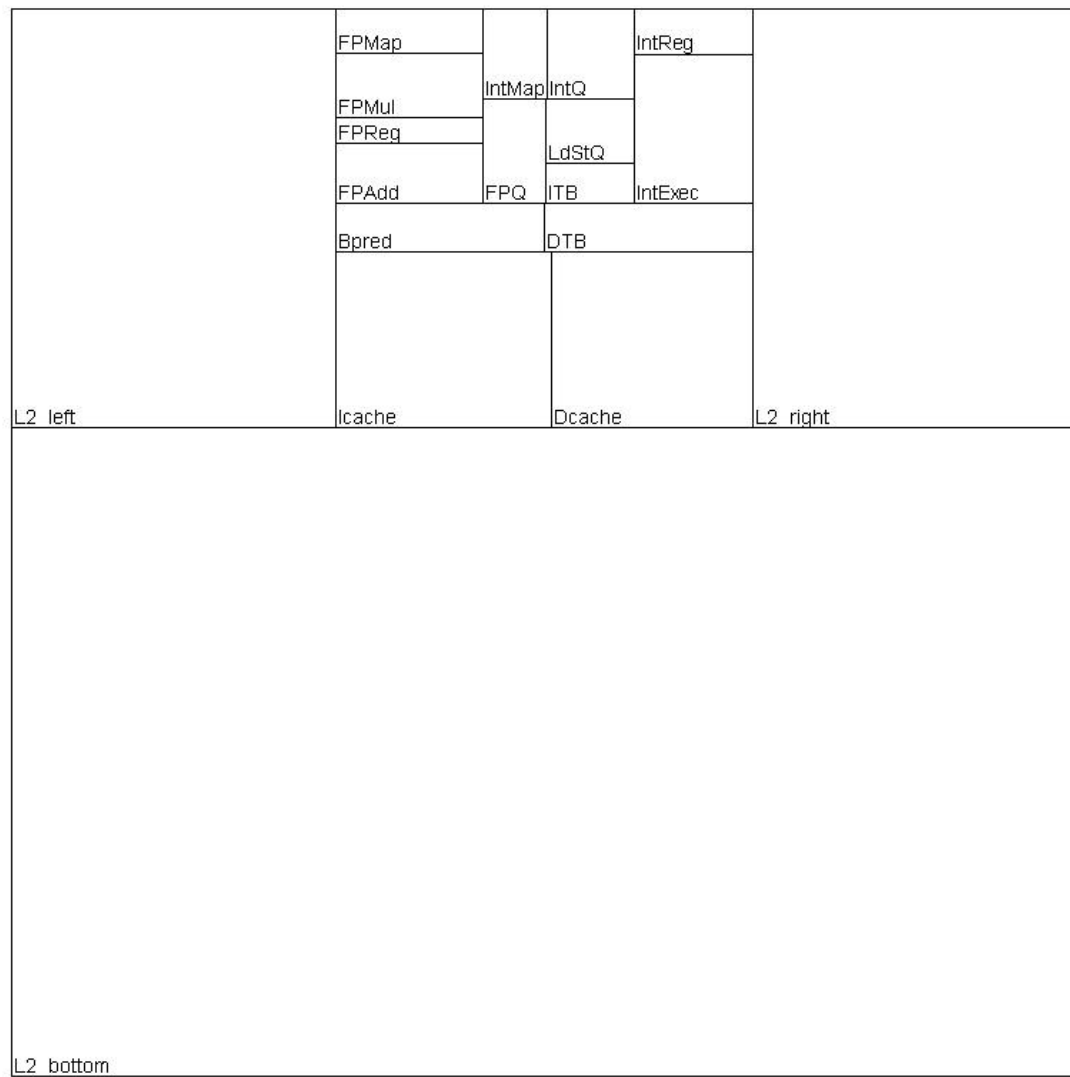 FPMap
IntReg
IntMap
IntQ
FPMul
FPReg
LdStQ
FPAdd
FPQ
ITB
IntExec
Bpred
DTB
L2_left
Icache
Dcache
L2_right
L2_bottom